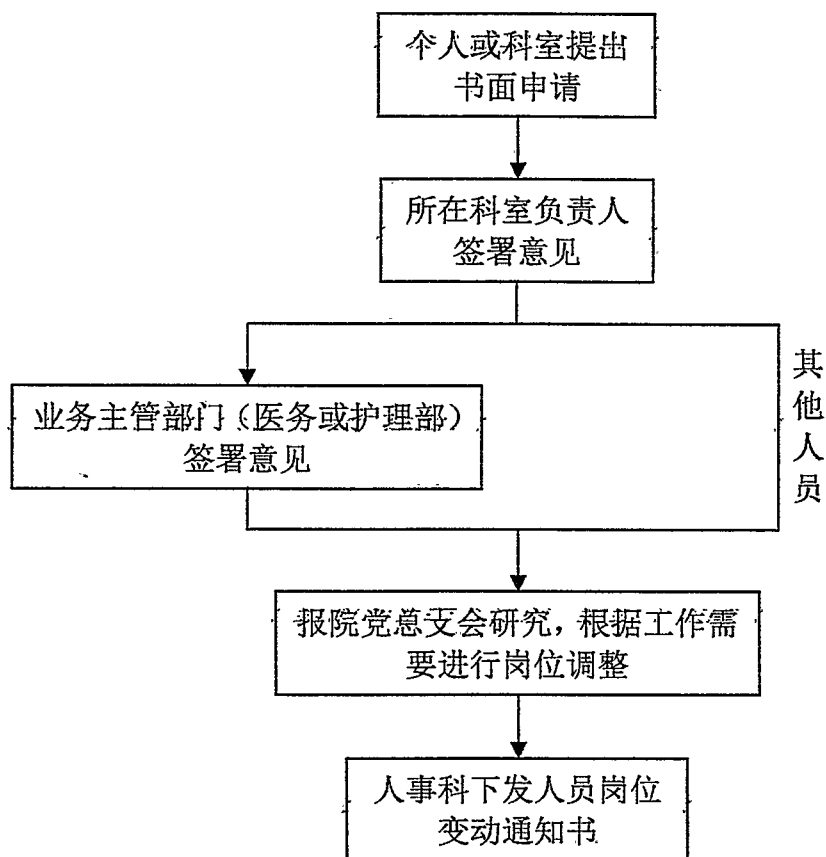 个人或科室提出
书面申请
所在科室负责人
签署意见
业务主管部门（医务或护理部）
签署意见
其他人员
报院党总支会研究，根据工作需
要进行岗位调整
人事科下发人员岗位
变动通知书